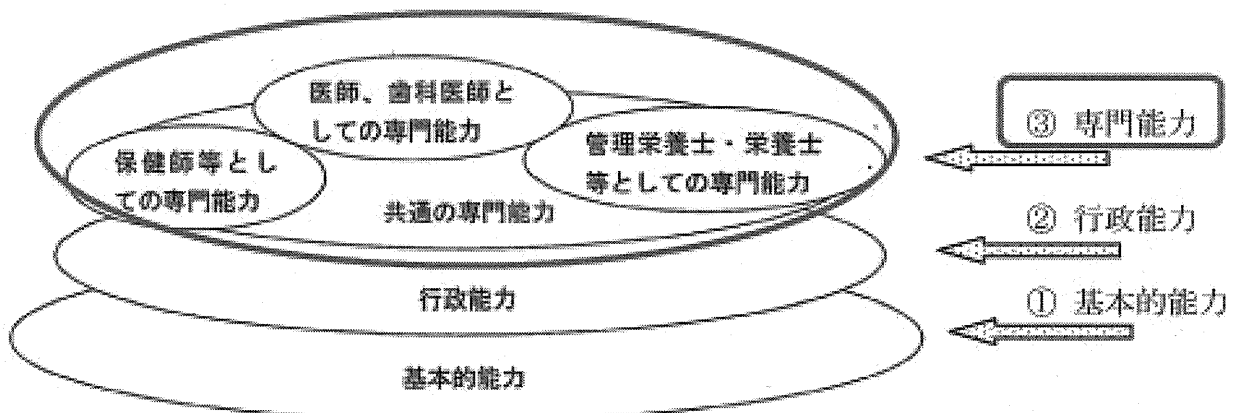 医師、歯科医師と
しての専門能力
保健師等とし
ての専門能力
管理栄養士・栄養士
等としての専門能力
共通の専門能力
行政能力
基本的能力
③ 専門能力
② 行政能力
① 基本的能力